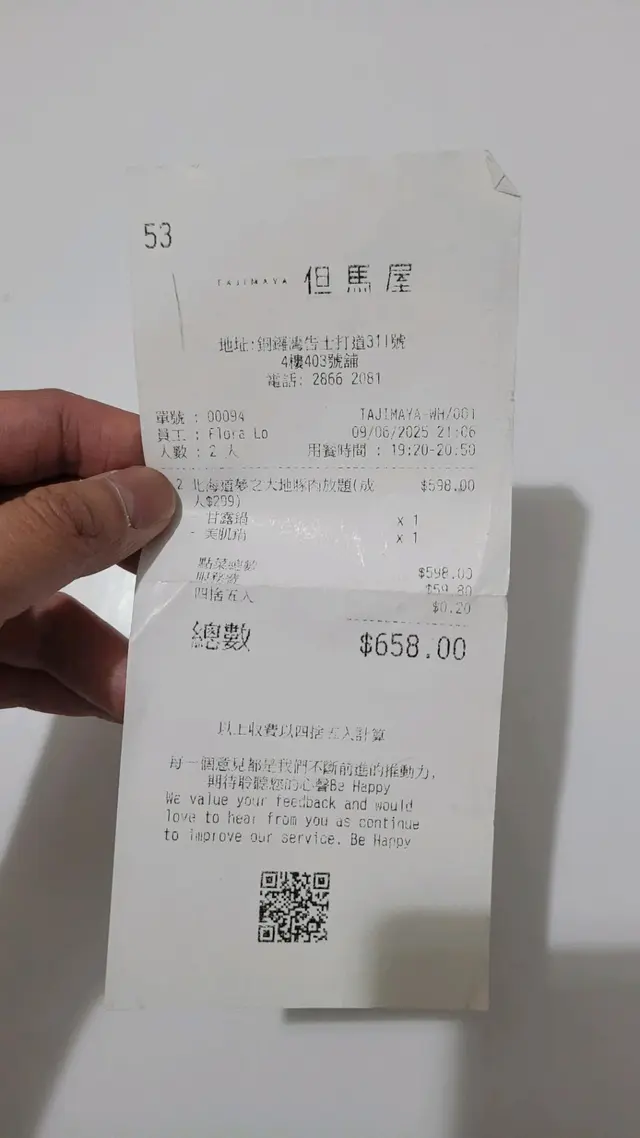 53
TAJIMAYA 但馬屋
地址:銅鑼灣告士打道311號
4樓403號舖
電話: 2866 2081
單號 : 00094 TAJIMAYA-WH/001
員工 : Flora Lo 09/06/2025 21:06
人數 : 2 人 用餐時間 : 19:20-20:50
2 北海道夢之大地豚肉放題(成 $598.00
人$299)
- 甘露鍋 x 1
- 美肌鍋 x 1
點菜總數 $598.00
服務費 $59.80
四捨五入 $0.20
總數 $658.00
以上收費以四捨五入計算
每一個意見都是我們不斷前進的推動力,
期待聆聽您的心聲Be Happy
We value your feedback and would
love to hear from you as continue
to improve our service. Be Happy